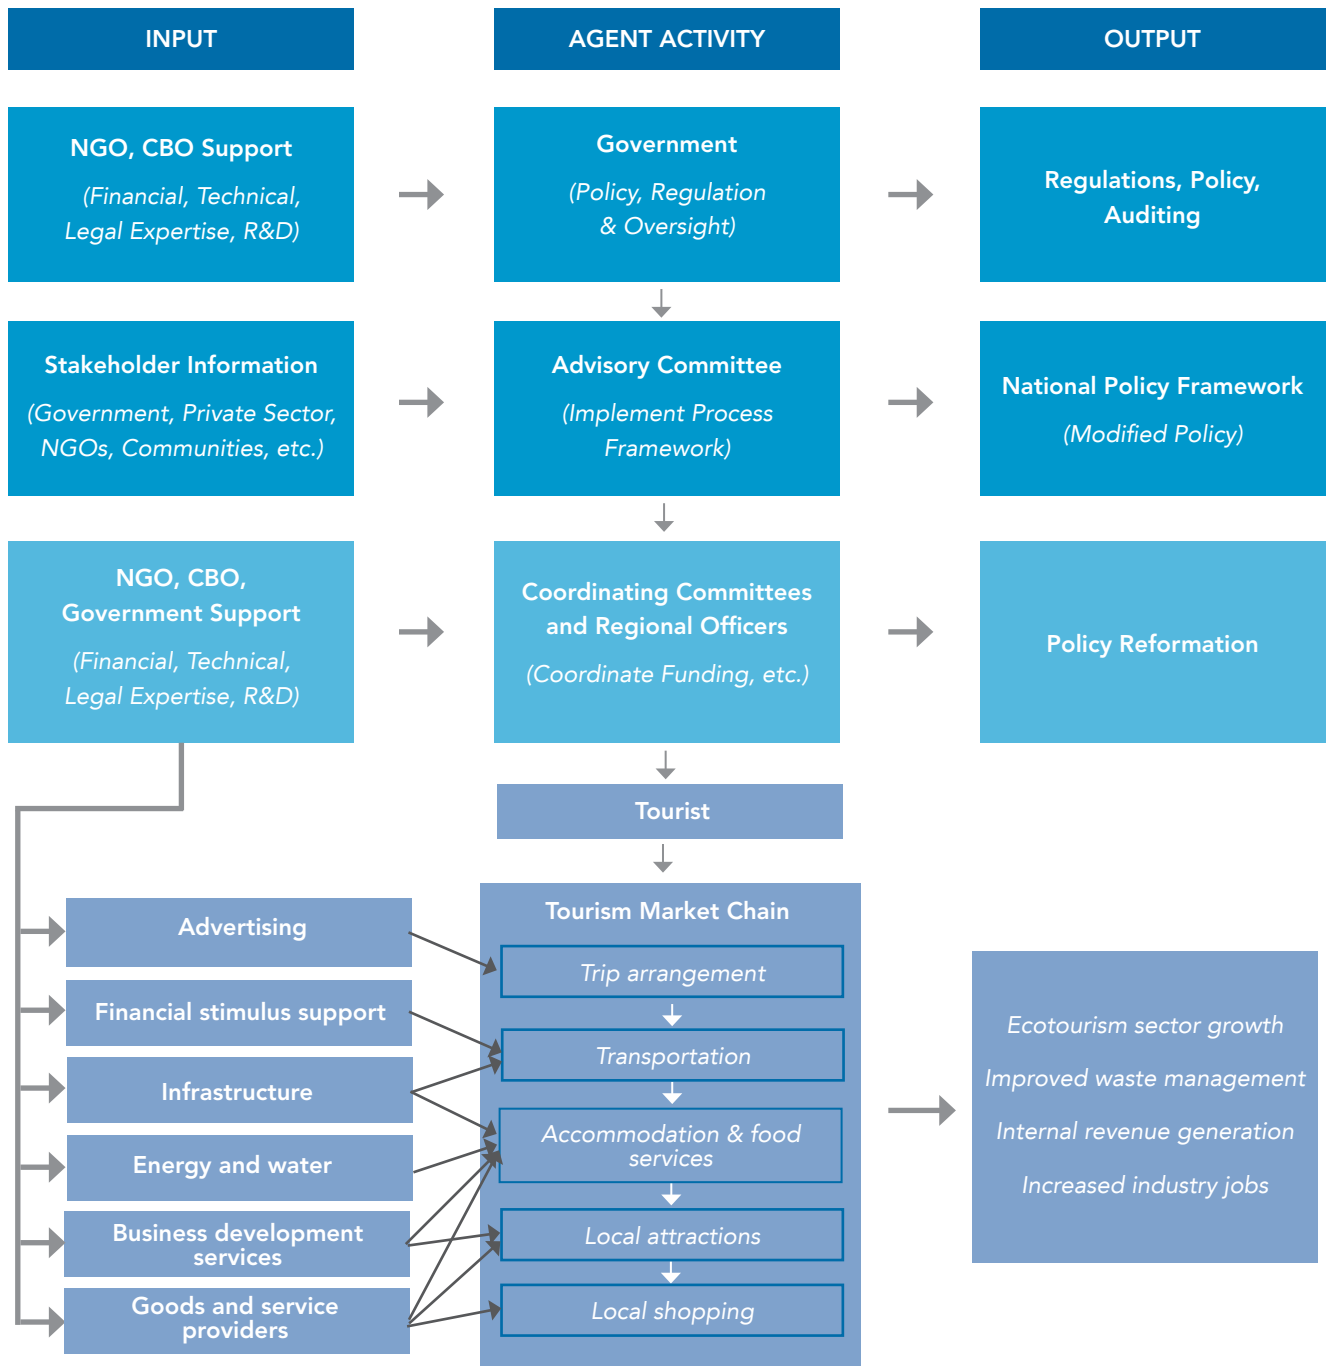 INPUT
AGENT ACTIVITY
OUTPUT
NGO, CBO Support
(Financial, Technical,
Legal Expertise, R&D)
Government
(Policy, Regulation
& Oversight)
Regulations, Policy,
Auditing
Stakeholder Information
(Government, Private Sector,
NGOs, Communities, etc.)
Advisory Committee
(Implement Process
Framework)
National Policy Framework
(Modified Policy)
NGO, CBO,
Government Support
(Financial, Technical,
Legal Expertise, R&D)
Coordinating Committees
and Regional Officers
(Coordinate Funding, etc.)
Policy Reformation
Tourist
Advertising
Financial stimulus support
Infrastructure
Energy and water
Business development
services
Goods and service
providers
Tourism Market Chain
Trip arrangement
Transportation
Accommodation & food
services
Local attractions
Local shopping
Ecotourism sector growth
Improved waste management
Internal revenue generation
Increased industry jobs